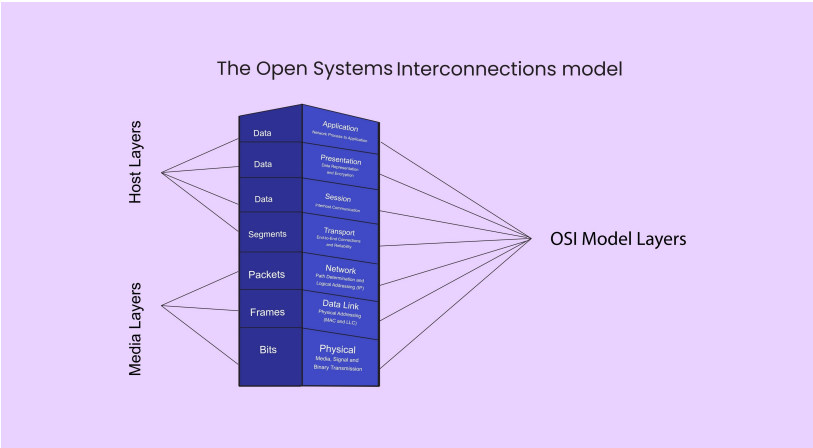 The Open Systems Interconnections model
Host Layers
Media Layers
Data
Application
Network Process to Application
Data
Presentation
Data Representation
and Encryption
Data
Session
Interhost Communication
Segments
Transport
End-to-End Connections
and Reliability
Packets
Network
Path Determination and
Logical Addressing (IP)
Frames
Data Link
Physical Addressing
(MAC and LLC)
Bits
Physical
Media, Signal and
Binary Transmission
OSI Model Layers